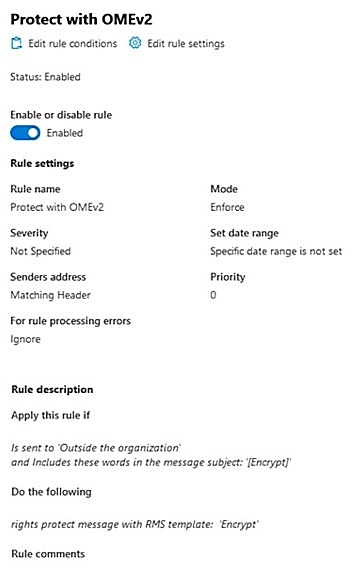 Protect with OMEv2
Edit rule conditions Edit rule settings
Status: Enabled
Enable or disable rule
Enabled
Rule settings
Rule name Mode
Protect with OMEv2 Enforce
Severity Set date range
Not Specified Specific date range is not set
Senders address Priority
Matching Header 0
For rule processing errors
Ignore
Rule description
Apply this rule if
Is sent to 'Outside the organization'
and Includes these words in the message subject: '[Encrypt]'
Do the following
rights protect message with RMS template: 'Encrypt'
Rule comments